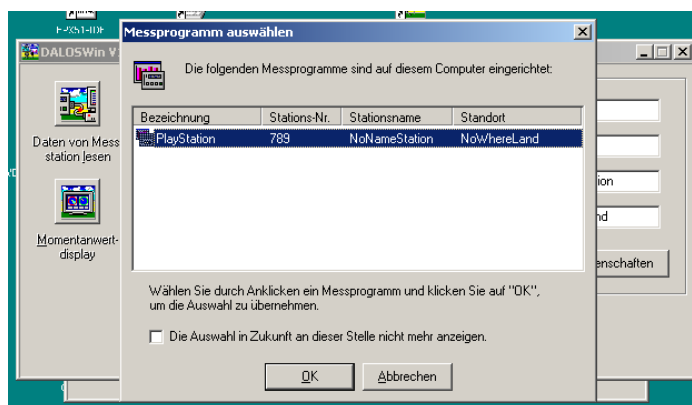 DALOSWin V
Messprogramm auswählen
Die folgenden Messprogramme sind auf diesem Computer eingerichtet:
Bezeichnung Stations-Nr. Stationsname Standort
PlayStation 789 NoNameStation NoWhereLand
Daten von Mess
station lesen
Momentanwert-
display
ion
nd
enschaften
Wählen Sie durch Anklicken ein Messprogramm und klicken Sie auf "OK",
um die Auswahl zu übernehmen.
Die Auswahl in Zukunft an dieser Stelle nicht mehr anzeigen.
OK Abbrechen